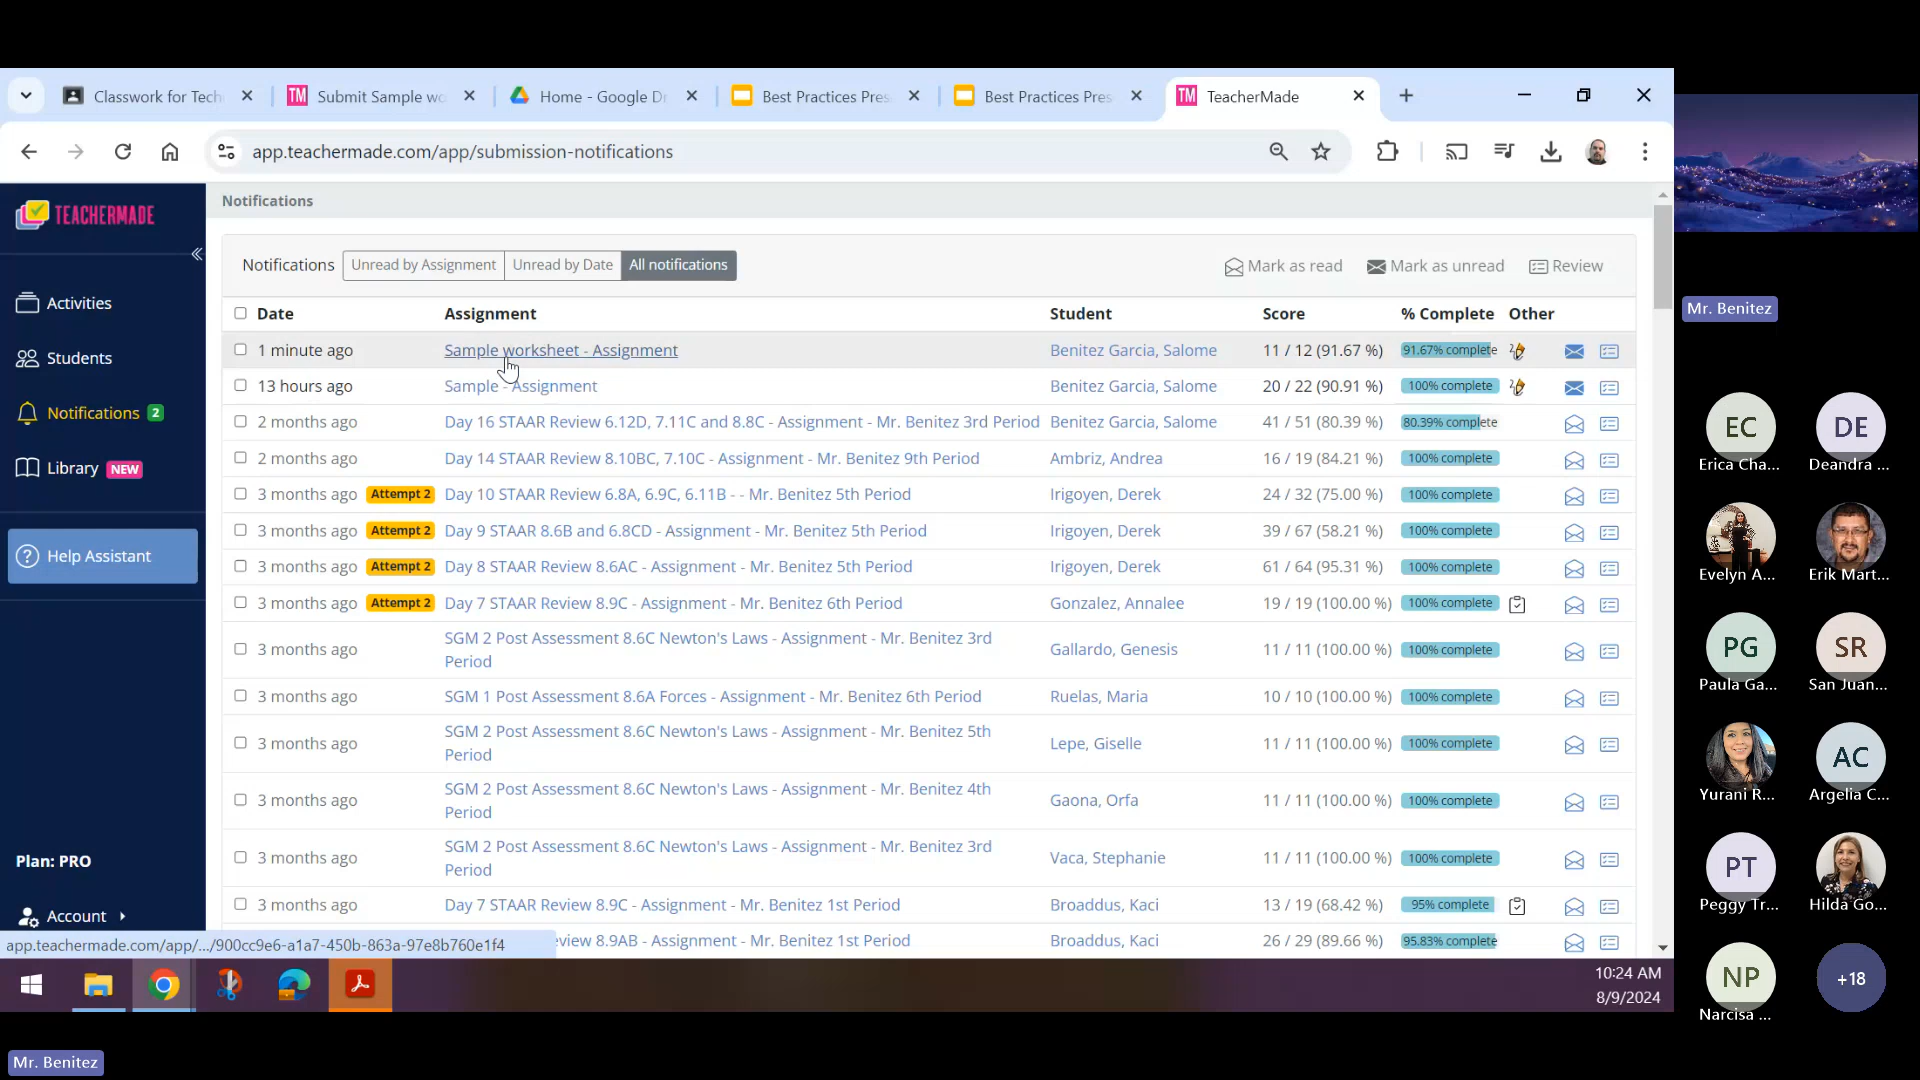 Classwork for Tech
Submit Sample wo
Home - Google Dr
Best Practices Pres
Best Practices Pres
TeacherMade
app.teachermade.com/app/submission-notifications
TEACHERMADE
Activities
Students
Notifications 2
Library NEW
Help Assistant
Plan: PRO
Account
Notifications
Notifications Unread by Assignment Unread by Date All notifications Mark as read Mark as unread Review
Date Assignment Student Score % Complete Other
1 minute ago Sample worksheet - Assignment Benitez Garcia, Salome 11 / 12 (91.67 %) 91.67% complete
13 hours ago Sample - Assignment Benitez Garcia, Salome 20 / 22 (90.91 %) 100% complete
2 months ago Day 16 STAAR Review 6.12D, 7.11C and 8.8C - Assignment - Mr. Benitez 3rd Period Benitez Garcia, Salome 41 / 51 (80.39 %) 80.39% complete
2 months ago Day 14 STAAR Review 8.10BC, 7.10C - Assignment - Mr. Benitez 9th Period Ambriz, Andrea 16 / 19 (84.21 %) 100% complete
3 months ago Attempt 2 Day 10 STAAR Review 6.8A, 6.9C, 6.11B - - Mr. Benitez 5th Period Irigoyen, Derek 24 / 32 (75.00 %) 100% complete
3 months ago Attempt 2 Day 9 STAAR 8.6B and 6.8CD - Assignment - Mr. Benitez 5th Period Irigoyen, Derek 39 / 67 (58.21 %) 100% complete
3 months ago Attempt 2 Day 8 STAAR Review 8.6AC - Assignment - Mr. Benitez 5th Period Irigoyen, Derek 61 / 64 (95.31 %) 100% complete
3 months ago Attempt 2 Day 7 STAAR Review 8.9C - Assignment - Mr. Benitez 6th Period Gonzalez, Annalee 19 / 19 (100.00 %) 100% complete
SGM 2 Post Assessment 8.6C Newton's Laws - Assignment - Mr. Benitez 3rd
3 months ago Gallardo, Genesis 11 / 11 (100.00 %) 100% complete
Period
3 months ago SGM 1 Post Assessment 8.6A Forces - Assignment - Mr. Benitez 6th Period Ruelas, Maria 10 / 10 (100.00 %) 100% complete
SGM 2 Post Assessment 8.6C Newton's Laws - Assignment - Mr. Benitez 5th
3 months ago Lepe, Giselle 11 / 11 (100.00 %) 100% complete
Period
SGM 2 Post Assessment 8.6C Newton's Laws - Assignment - Mr. Benitez 4th
3 months ago Gaona, Orfa 11 / 11 (100.00 %) 100% complete
Period
SGM 2 Post Assessment 8.6C Newton's Laws - Assignment - Mr. Benitez 3rd
3 months ago Vaca, Stephanie 11 / 11 (100.00 %) 100% complete
Period
3 months ago Day 7 STAAR Review 8.9C - Assignment - Mr. Benitez 1st Period Broaddus, Kaci 13 / 19 (68.42 %) 95% complete
eview 8.9AB - Assignment - Mr. Benitez 1st Period Broaddus, Kaci 26 / 29 (89.66 %) 95.83% complete
app.teachermade.com/app/.../900cc9e6-a1a7-450b-863a-97e8b760e1f4
10:24 AM
8/9/2024
Mr. Benitez
Mr. Benitez
EC DE
Erica Cha... Deandra ...
Evelyn A... Erik Mart...
PG SR
Paula Ga... San Juan...
AC
Yurani R... Argelia C...
PT
Peggy Tr... Hilda Go...
NP +18
Narcisa ...